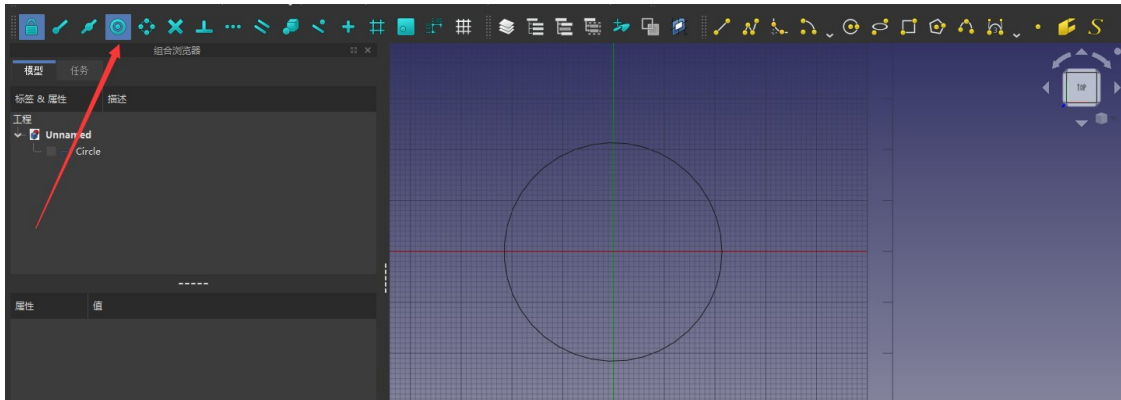 组合浏览器
模型 任务
标签 & 属性 描述
工程
Unnamed
Circle
属性 值
TOP